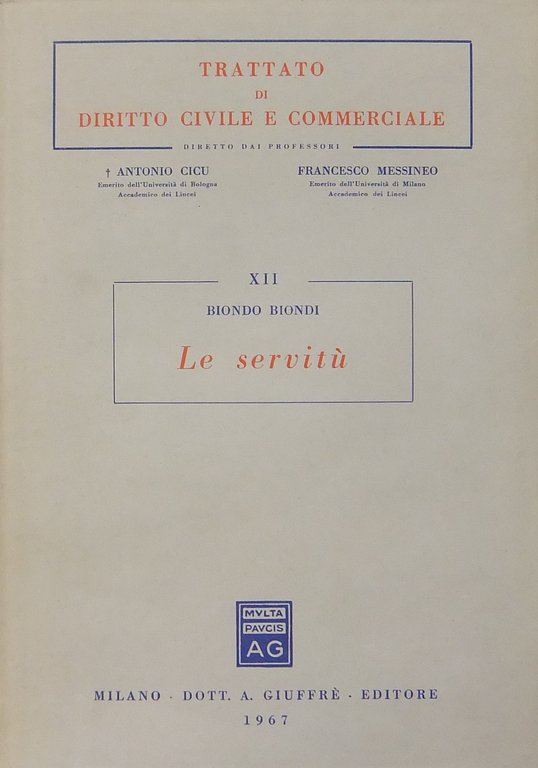 TRATTATO
DI
DIRITTO CIVILE E COMMERCIALE
DIRETTO DAI PROFESSORI
† ANTONIO CICU
Emerito dell'Università di Bologna
Accademico dei Lincei
FRANCESCO MESSINEO
Emerito dell'Università di Milano
Accademico dei Lincei
XII
BIONDO BIONDI
Le servitù
MVLTA
PAVCIS
AG
MILANO · DOTT. A. GIUFFRÈ · EDITORE
1967